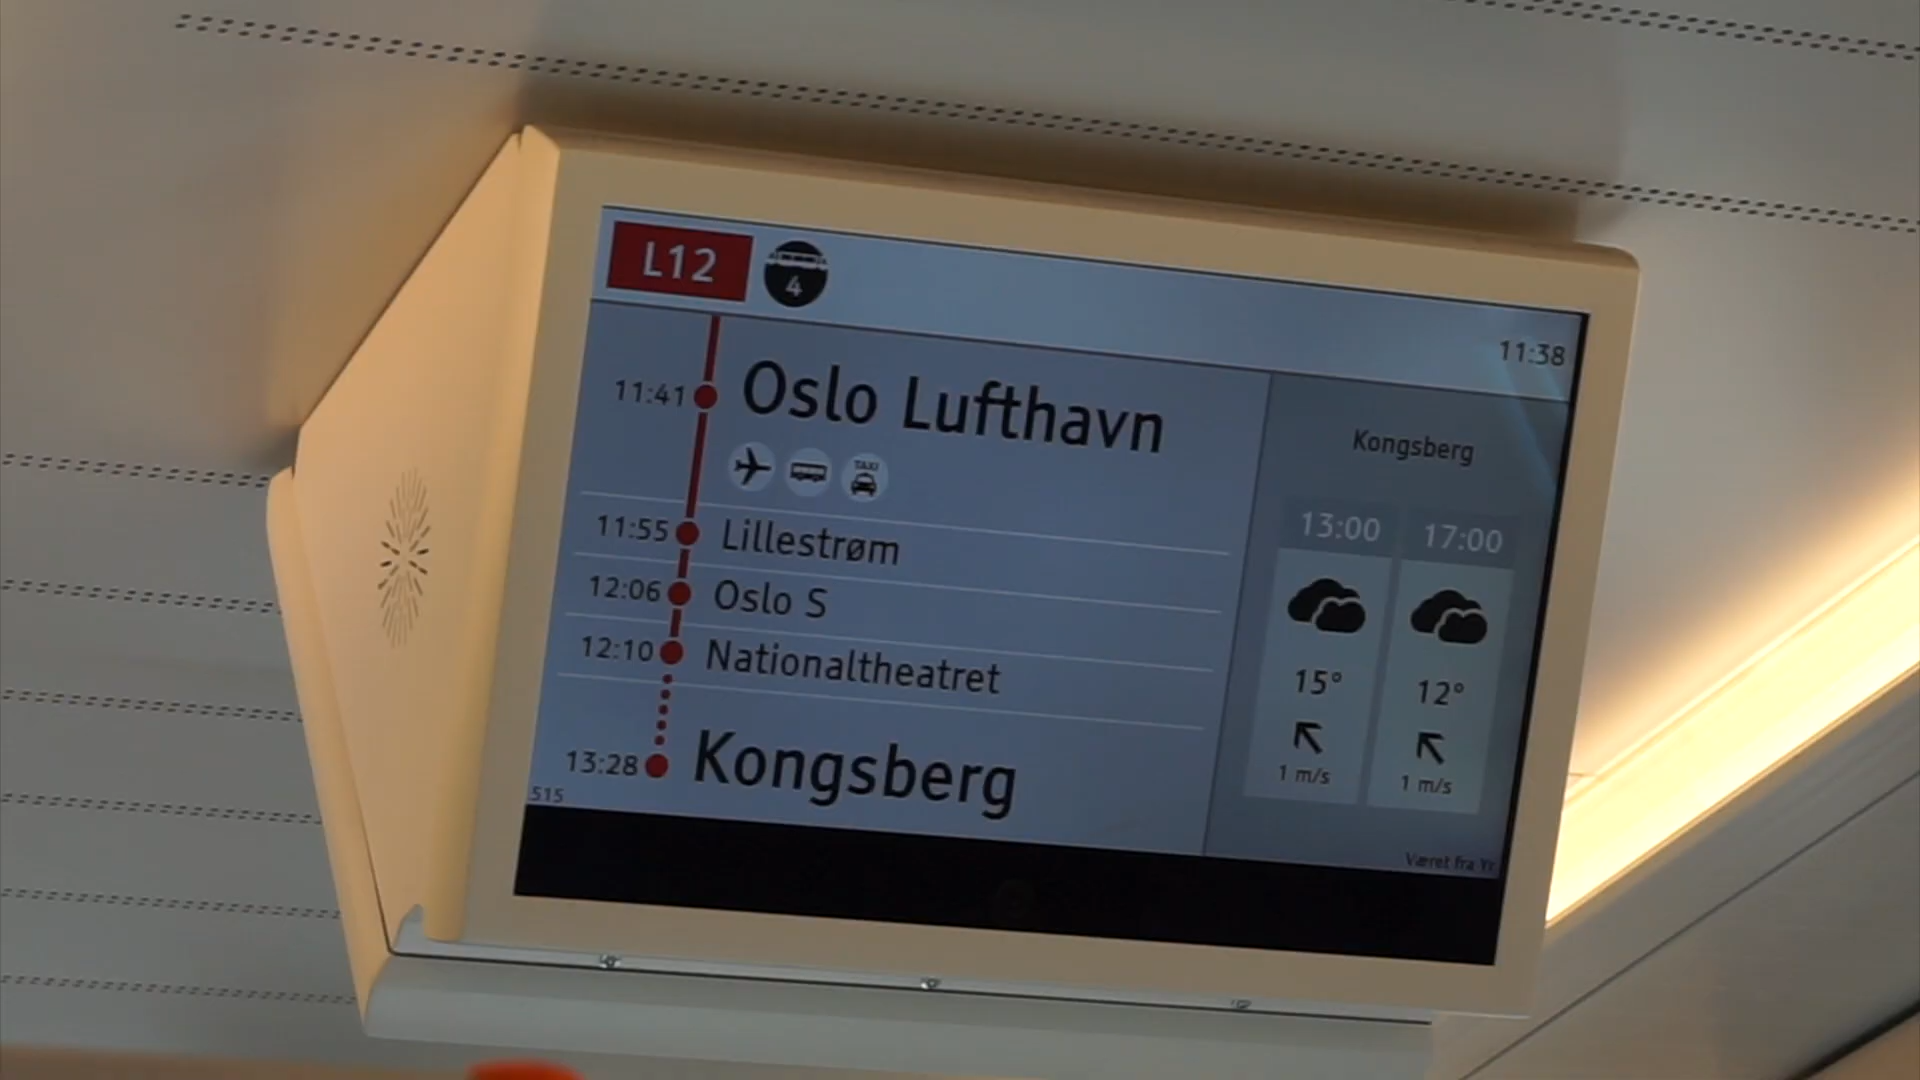 L12
4
11:38
11:41 Oslo Lufthavn
TAXI
11:55 Lillestrøm
12:06 Oslo S
12:10 Nationaltheatret
13:28 Kongsberg
515
Kongsberg
13:00 17:00
15° 12°
1 m/s 1 m/s
Været fra Yr